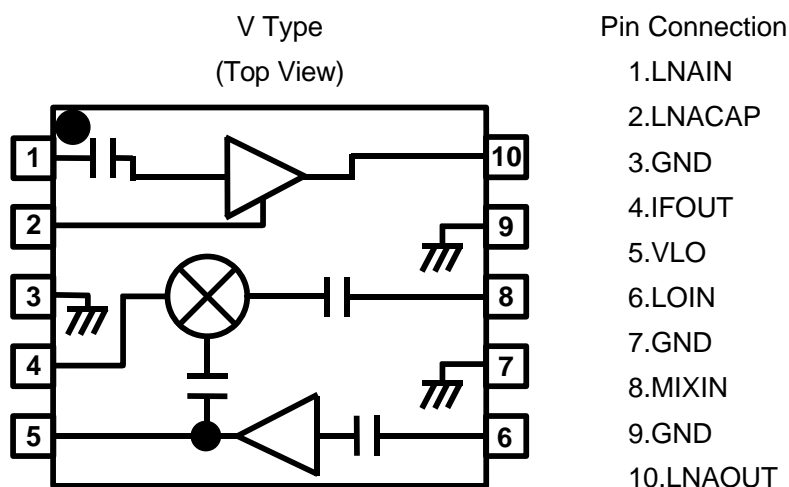 V Type
(Top View)
1
2
3
4
5
10
9
8
7
6
Pin Connection
1.LNAIN
2.LNACAP
3.GND
4.IFOUT
5.VLO
6.LOIN
7.GND
8.MIXIN
9.GND
10.LNAOUT